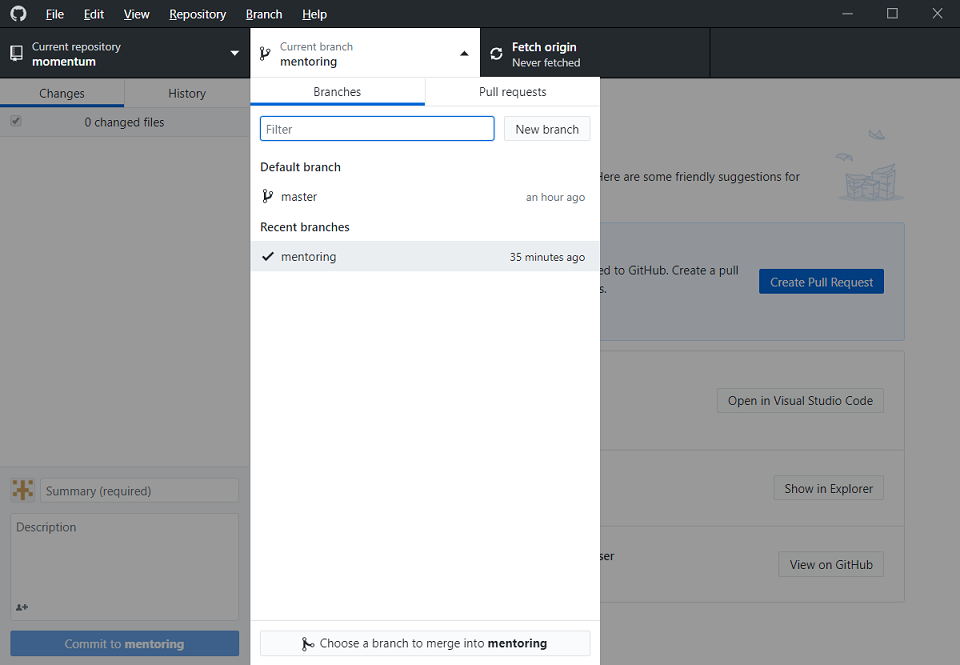 File Edit View Repository Branch Help
Current repository
momentum
Current branch
mentoring
Fetch origin
Never fetched
Changes
History
0 changed files
Summary (required)
Description
Commit to mentoring
Branches
Pull requests
Filter
New branch
Default branch
master
an hour ago
Recent branches
mentoring
35 minutes ago
Choose a branch to merge into mentoring
Here are some friendly suggestions for
ed to GitHub. Create a pull
s.
Create Pull Request
Open in Visual Studio Code
Show in Explorer
ser
View on GitHub